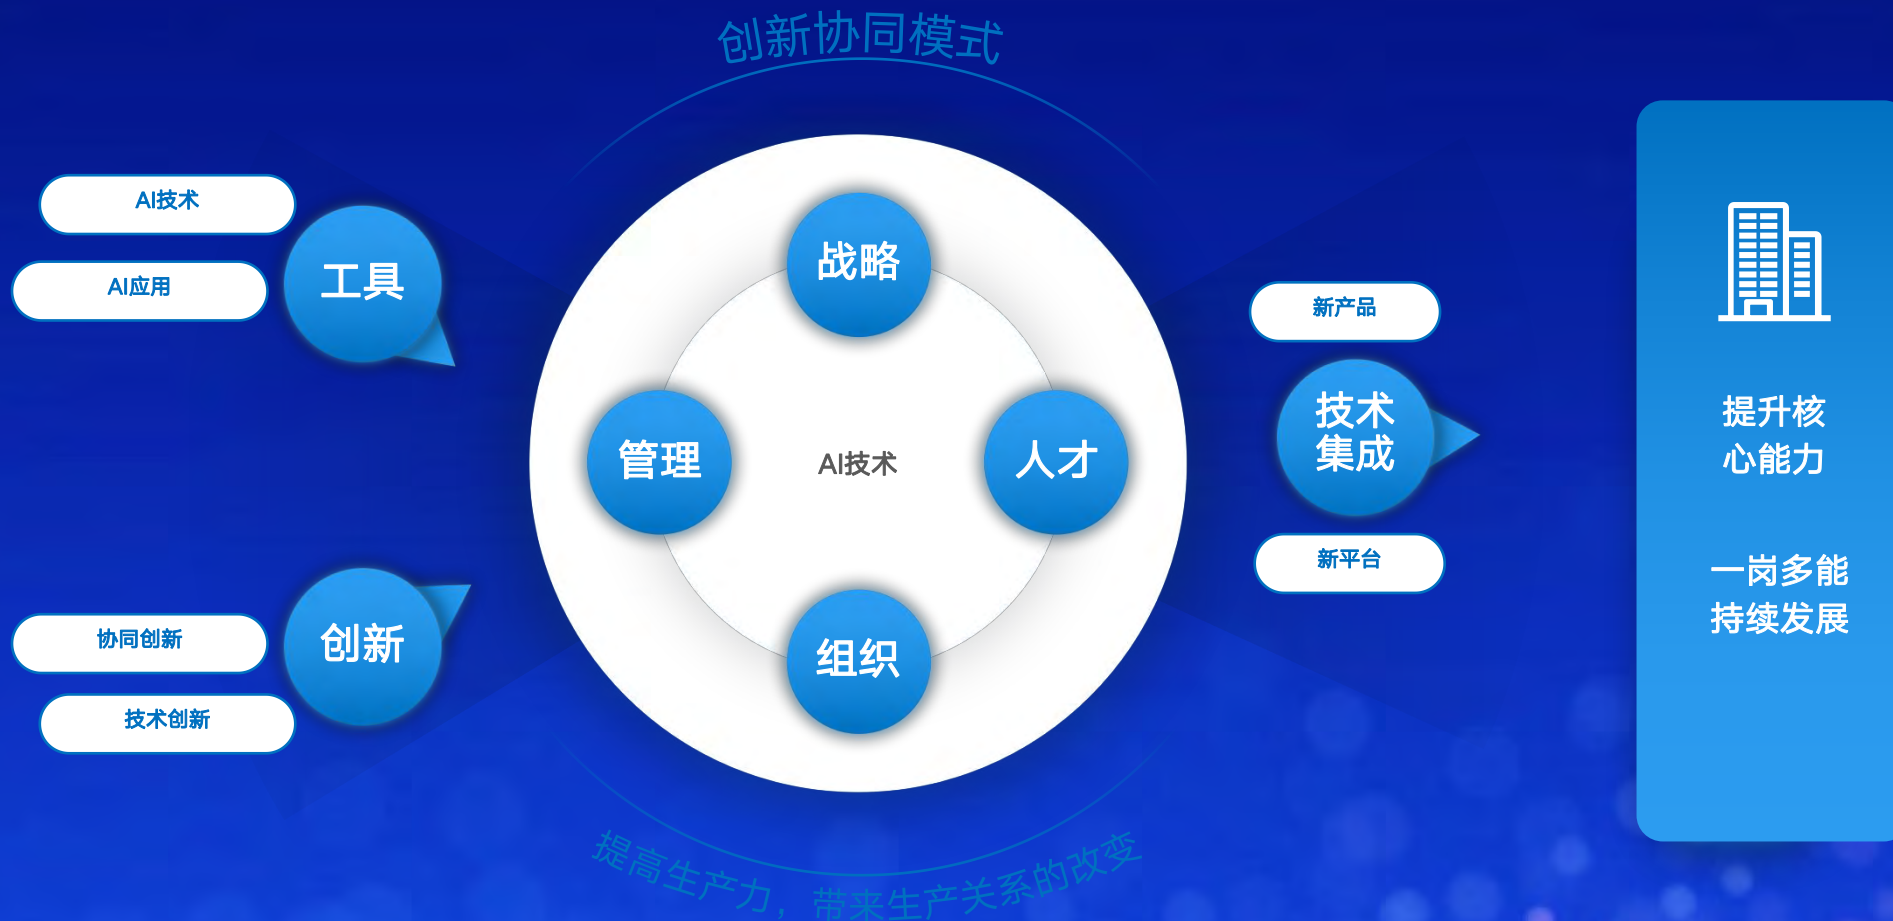 创新协同模式
AI技术
AI应用
工具
协同创新
技术创新
创新
战略
管理
AI技术
人才
组织
提高生产力，带来生产关系的改变
新产品
技术
集成
新平台
提升核
心能力
一岗多能
持续发展